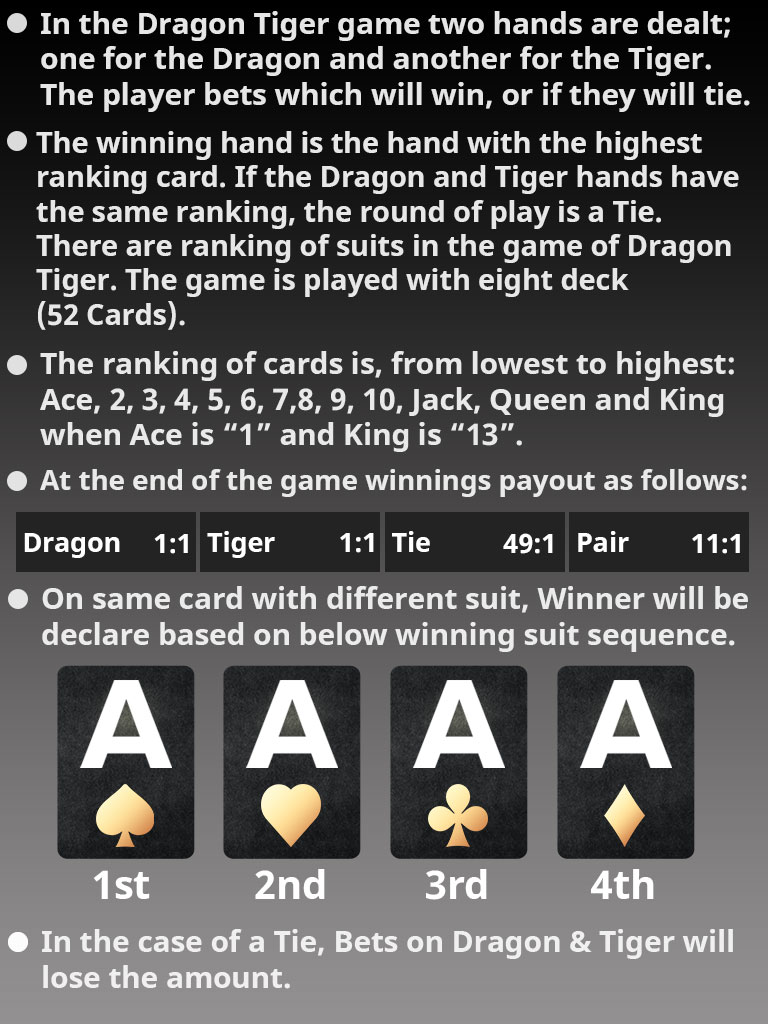 In the Dragon Tiger game two hands are dealt;
one for the Dragon and another for the Tiger.
The player bets which will win, or if they will tie.
The winning hand is the hand with the highest
ranking card. If the Dragon and Tiger hands have
the same ranking, the round of play is a Tie.
There are ranking of suits in the game of Dragon
Tiger. The game is played with eight deck
(52 Cards).
The ranking of cards is, from lowest to highest:
Ace, 2, 3, 4, 5, 6, 7,8, 9, 10, Jack, Queen and King
when Ace is “1” and King is “13”.
At the end of the game winnings payout as follows:
Dragon 1:1 Tiger 1:1 Tie 49:1 Pair 11:1
On same card with different suit, Winner will be
declare based on below winning suit sequence.
A A A A
1st 2nd 3rd 4th
In the case of a Tie, Bets on Dragon & Tiger will
lose the amount.